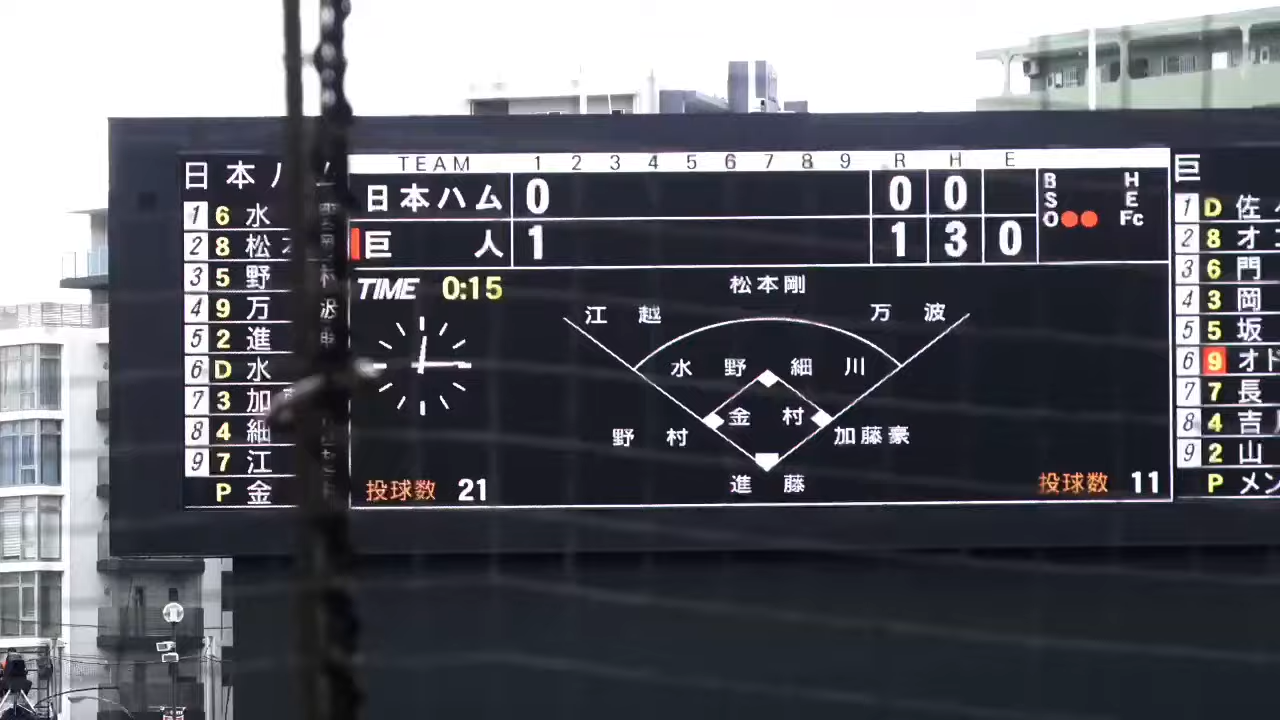 TEAM 1 2 3 4 5 6 7 8 9 R H E
日本ハム 0 0 0
巨人 1 1 3 0
B
S
O
H
E
Fc
日本ハ
1 6 水
2 8 松本
3 5 野村
4 9 万波
5 2 進
6 D 水
7 3 加
8 4 細
9 7 江
P 金
TIME 0:15
松本剛
江越 万波
水野 細川
金村
野村 加藤豪
進藤
投球数 21
投球数 11
巨
1 D 佐
2 8 オコ
3 6 門
4 3 岡
5 5 坂
6 9 オド
7 7 長
8 4 吉
9 2 山
P メン